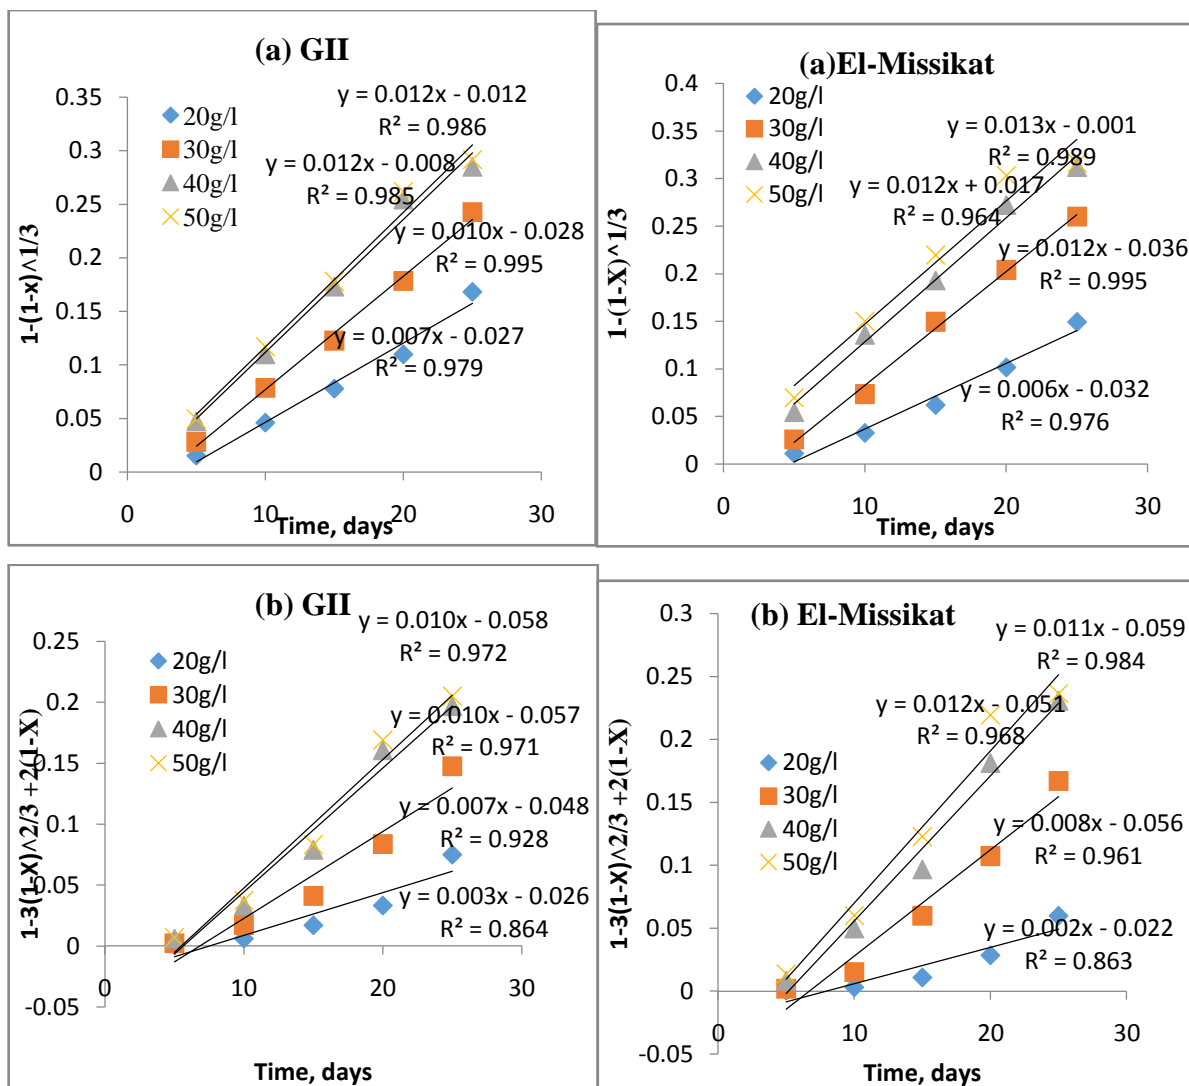 (a) GII
0.35
0.3
0.25
0.2
0.15
0.1
0.05
0
0
10
20
30
1-(1-x)^1/3
Time, days
20g/l
30g/l
40g/l
50g/l
y = 0.012x - 0.012
R² = 0.986
y = 0.012x - 0.008
R² = 0.985
y = 0.010x - 0.028
R² = 0.995
y = 0.007x - 0.027
R² = 0.979
(a)El-Missikat
0.4
0.35
0.3
0.25
0.2
0.15
0.1
0.05
0
0
10
20
30
1-(1-X)^1/3
Time, days
20g/l
30g/l
40g/l
50g/l
y = 0.013x - 0.001
R² = 0.989
y = 0.012x + 0.017
R² = 0.964
y = 0.012x - 0.036
R² = 0.995
y = 0.006x - 0.032
R² = 0.976
(b) GII
0.25
0.2
0.15
0.1
0.05
0
-0.05
0
10
20
30
1-3(1-X)^2/3 +2(1-X)
Time, days
20g/l
30g/l
40g/l
50g/l
y = 0.010x - 0.058
R² = 0.972
y = 0.010x - 0.057
R² = 0.971
y = 0.007x - 0.048
R² = 0.928
y = 0.003x - 0.026
R² = 0.864
(b) El-Missikat
0.3
0.25
0.2
0.15
0.1
0.05
0
-0.05
0
10
20
30
1-3(1-X)^2/3 +2(1-X)
Time, days
20g/l
30g/l
40g/l
50g/l
y = 0.011x - 0.059
R² = 0.984
y = 0.012x - 0.051
R² = 0.968
y = 0.008x - 0.056
R² = 0.961
y = 0.002x - 0.022
R² = 0.863